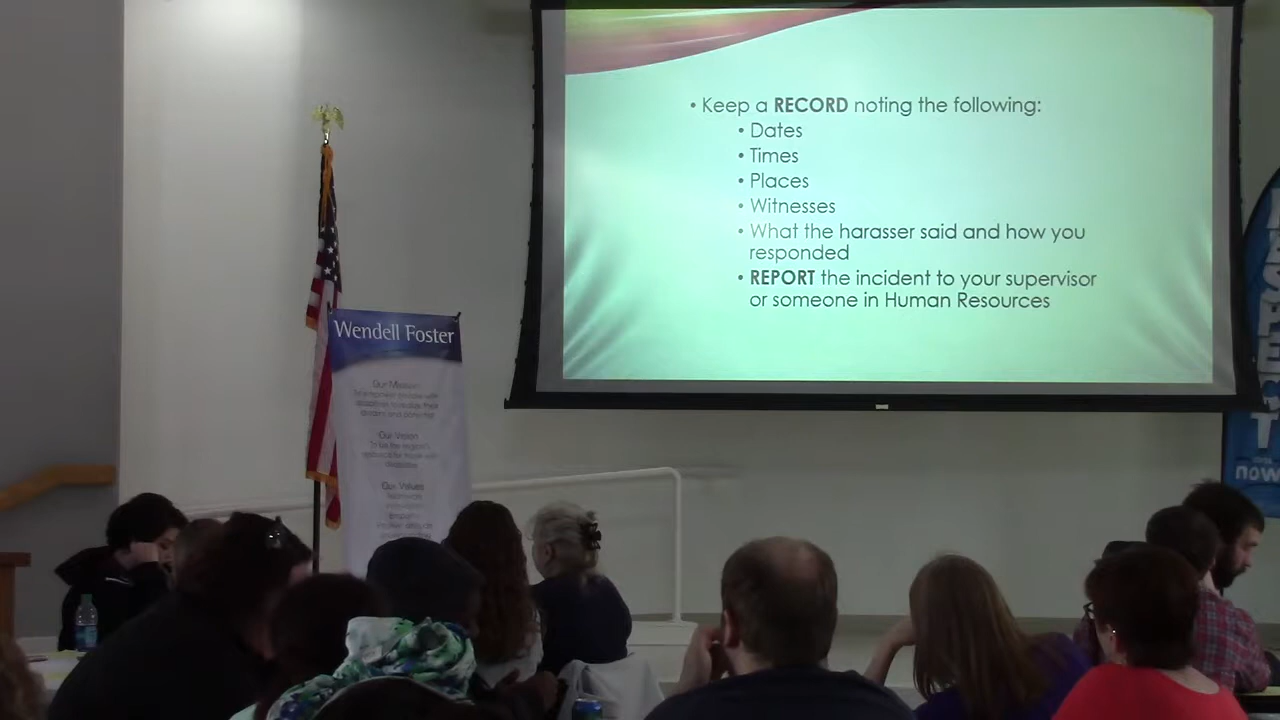 • Keep a RECORD noting the following:
• Dates
• Times
• Places
• Witnesses
• What the harasser said and how you
responded
• REPORT the incident to your supervisor
or someone in Human Resources
Wendell Foster
Our Mission
Our Vision
Our Values
Teamwork
now